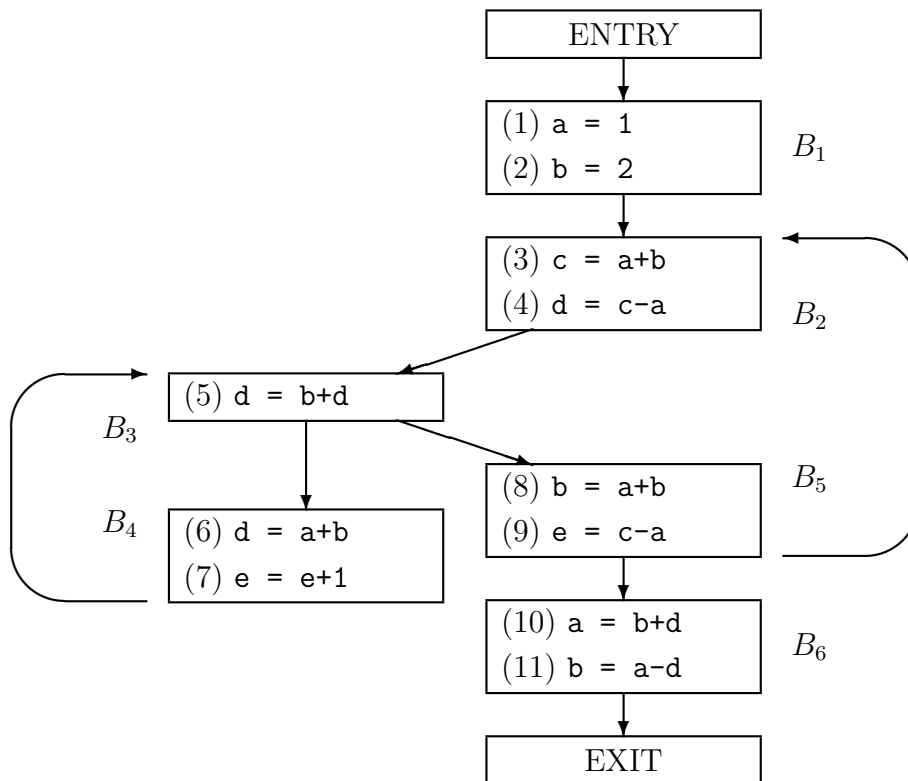 ENTRY
(1) a = 1
(2) b = 2
B₁
(3) c = a+b
(4) d = c-a
B₂
(5) d = b+d
B₃
(8) b = a+b
(9) e = c-a
B₅
B₄
(6) d = a+b
(7) e = e+1
(10) a = b+d
(11) b = a-d
B₆
EXIT